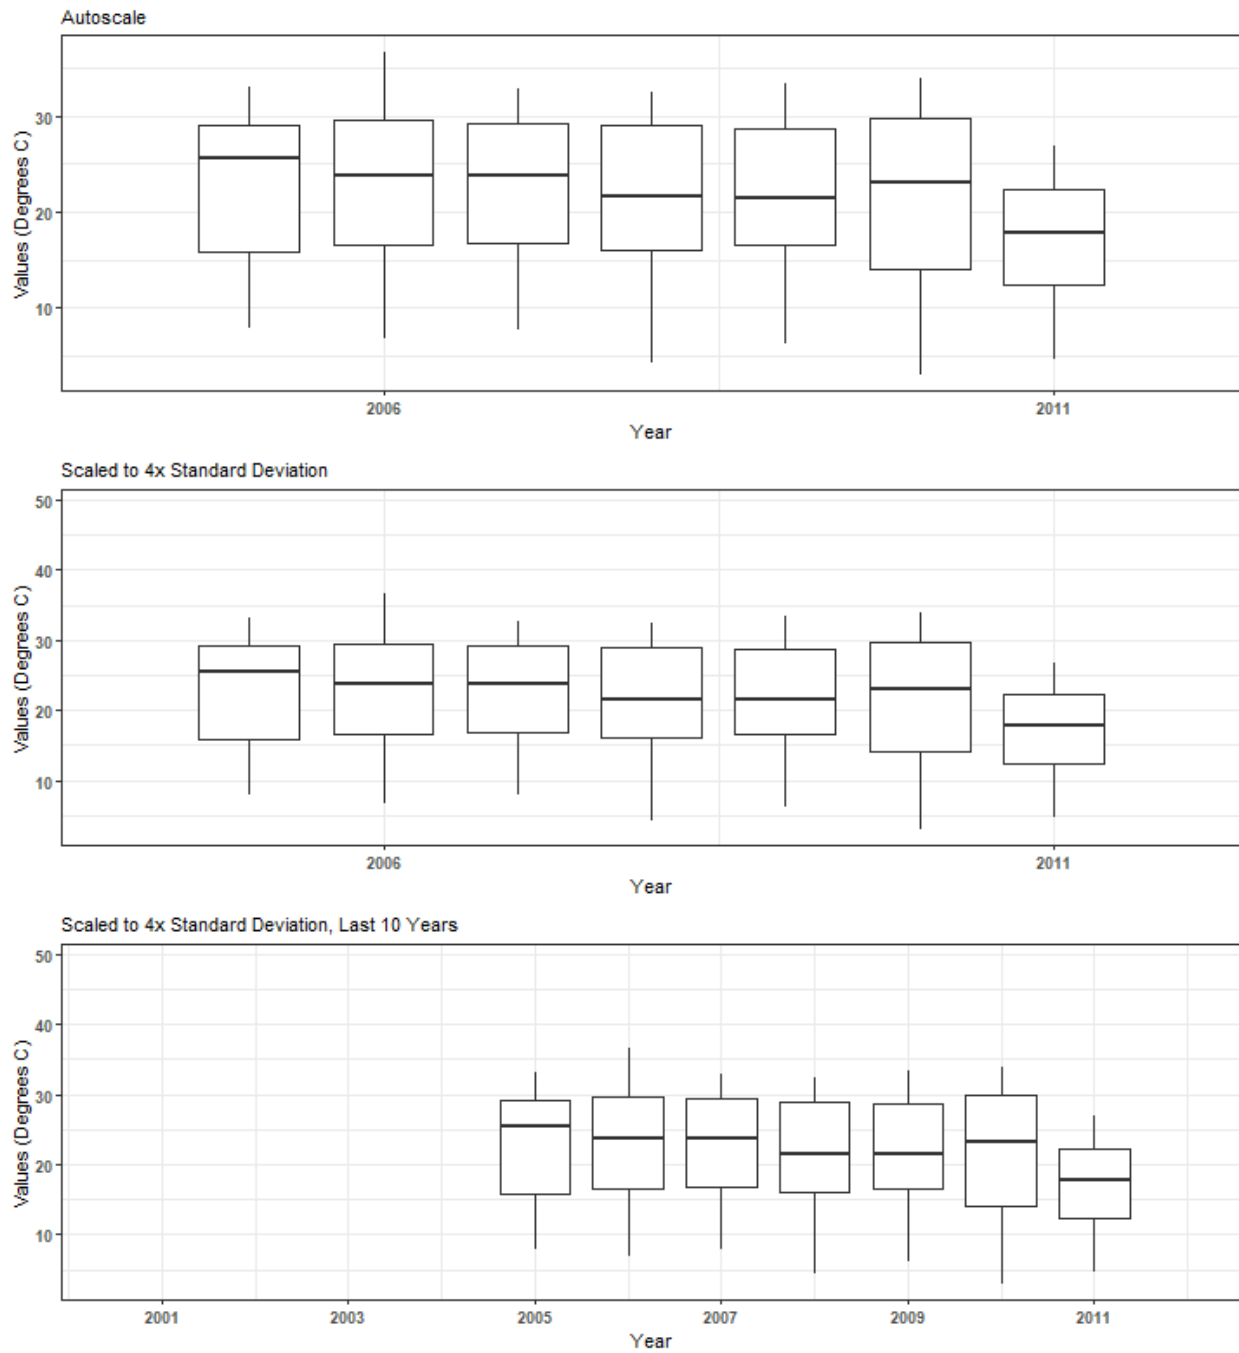 Autoscale
Values (Degrees C)
30
20
10
2006 2011
Year
Scaled to 4x Standard Deviation
Values (Degrees C)
50
40
30
20
10
2006 2011
Year
Scaled to 4x Standard Deviation, Last 10 Years
Values (Degrees C)
50
40
30
20
10
2001 2003 2005 2007 2009 2011
Year